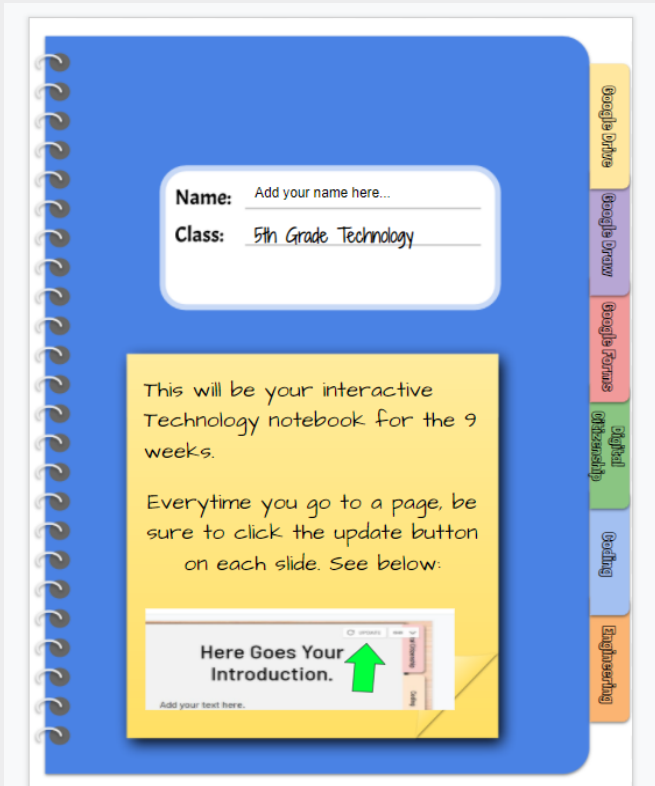 Name: Add your name here...
Class: 5th Grade Technology
This will be your interactive
Technology notebook for the 9
weeks.
Everytime you go to a page, be
sure to click the update button
on each slide. See below:
Here Goes Your
Introduction.
Add your text here.
Google Drive
Google Draw
Google Forms
Digital
Citizenship
Coding
Engineering